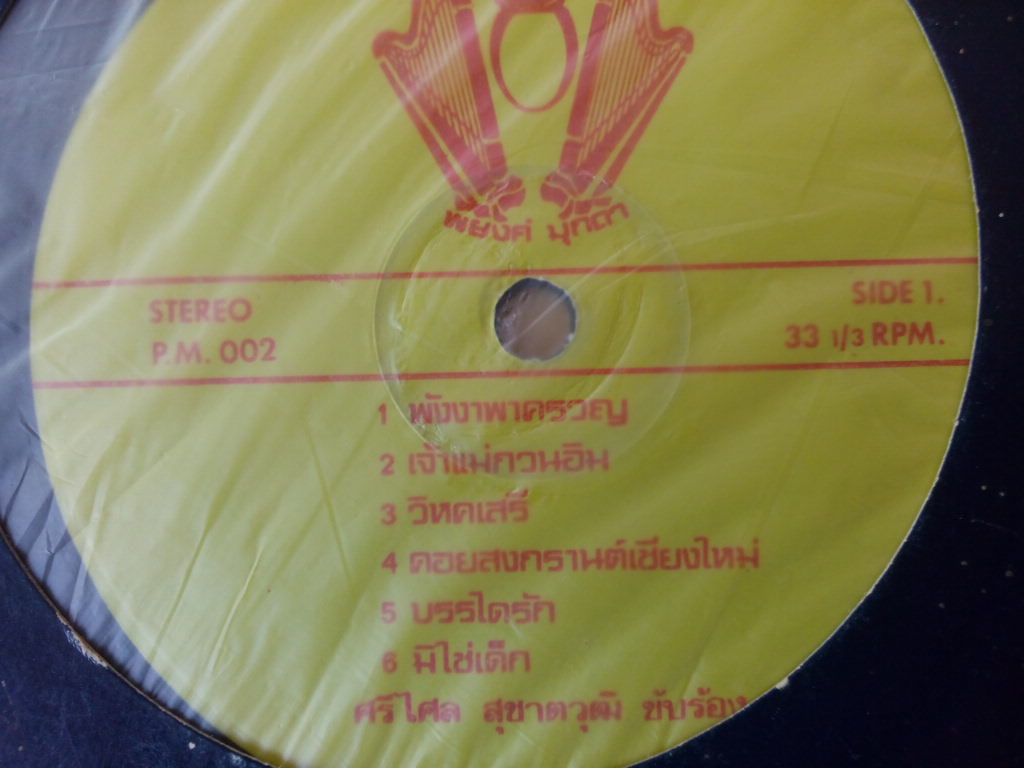 พยงค์ มุกดา
STEREO
P.M. 002
SIDE 1.
33 1/3 RPM.
1 พังงาพาครวญ
2 เจ้าแม่กวนอิม
3 วิหคเสรี
4 คอยสงกรานต์เชียงใหม่
5 บรรไดรัก
6 มิใช่เด็ก
ศรีไศล สุชาตวุฒิ ขับร้อง